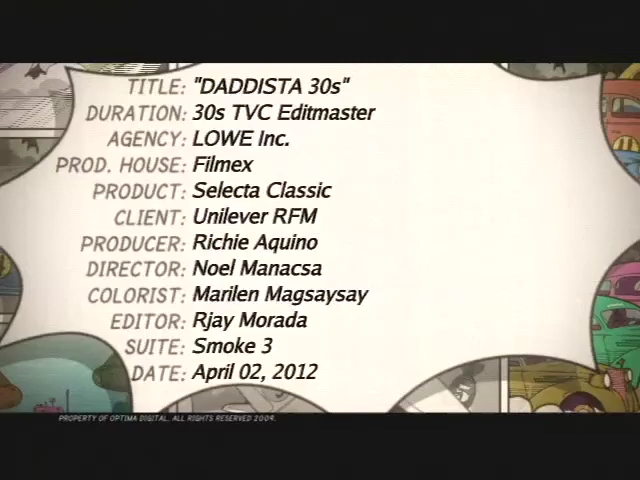 TITLE: "DADDISTA 30s"
DURATION: 30s TVC Editmaster
AGENCY: LOWE Inc.
PROD. HOUSE: Filmex
PRODUCT: Selecta Classic
CLIENT: Unilever RFM
PRODUCER: Richie Aquino
DIRECTOR: Noel Manacsa
COLORIST: Marilen Magsaysay
EDITOR: Rjay Morada
SUITE: Smoke 3
DATE: April 02, 2012
PROPERTY OF OPTIMA DIGITAL. ALL RIGHTS RESERVED 2009.